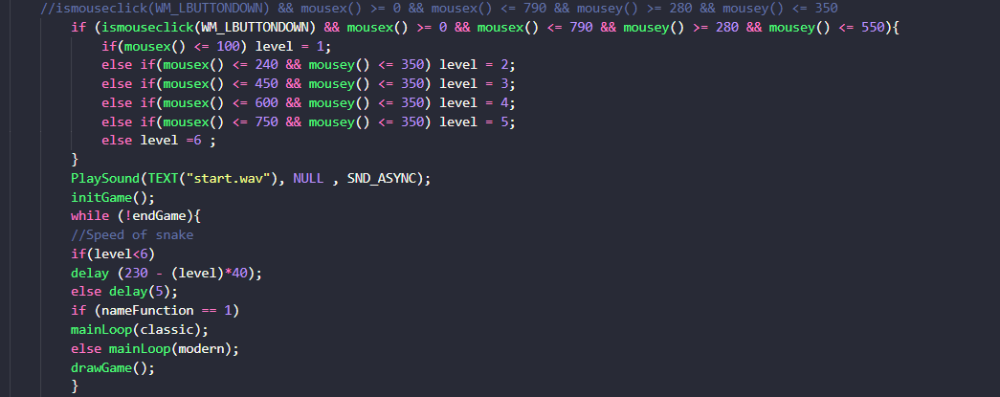 //ismouseclick(WM_LBUTTONDOWN) && mousex() >= 0 && mousex() <= 790 && mousey() >= 280 && mousey() <= 350
if (ismouseclick(WM_LBUTTONDOWN) && mousex() >= 0 && mousex() <= 790 && mousey() >= 280 && mousey() <= 550){
if(mousex() <= 100) level = 1;
else if(mousex() <= 240 && mousey() <= 350) level = 2;
else if(mousex() <= 450 && mousey() <= 350) level = 3;
else if(mousex() <= 600 && mousey() <= 350) level = 4;
else if(mousex() <= 750 && mousey() <= 350) level = 5;
else level =6 ;
}
PlaySound(TEXT("start.wav"), NULL , SND_ASYNC);
initGame();
while (!endGame){
//Speed of snake
if(level<6)
delay (230 - (level)*40);
else delay(5);
if (nameFunction == 1)
mainLoop(classic);
else mainLoop(modern);
drawGame();
}